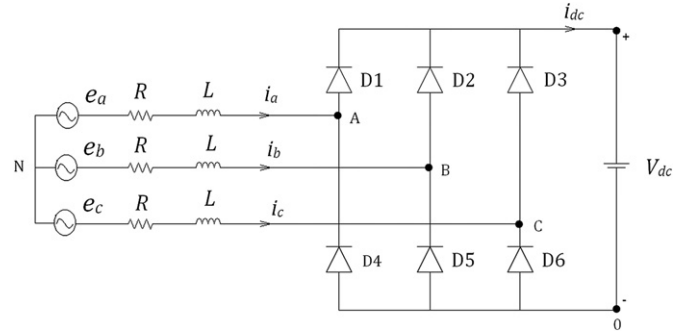 i_dc
+
D1 D2 D3
e_a R L i_a
A
N e_b R L i_b
B
V_dc
e_c R L i_c
C
D4 D5 D6
-
0